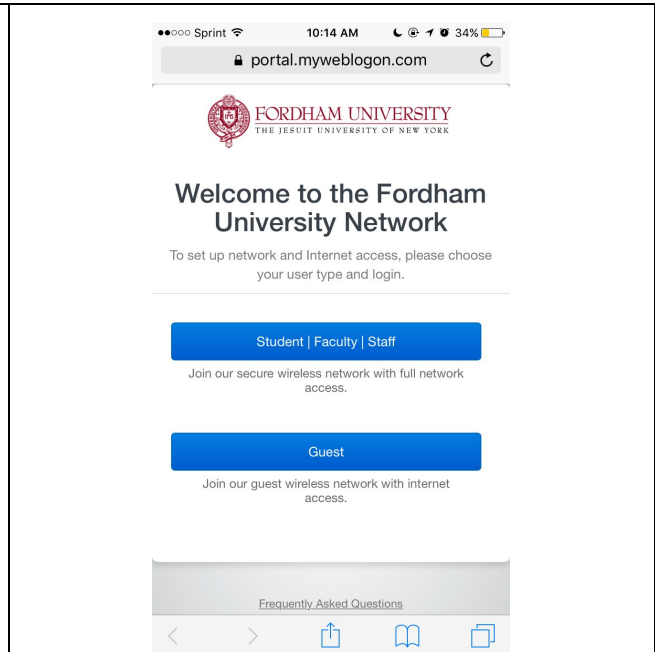 Sprint 10:14 AM 34%
portal.myweblogon.com
FORDHAM UNIVERSITY
THE JESUIT UNIVERSITY OF NEW YORK
Welcome to the Fordham
University Network
To set up network and Internet access, please choose
your user type and login.
Student | Faculty | Staff
Join our secure wireless network with full network
access.
Guest
Join our guest wireless network with internet
access.
Frequently Asked Questions